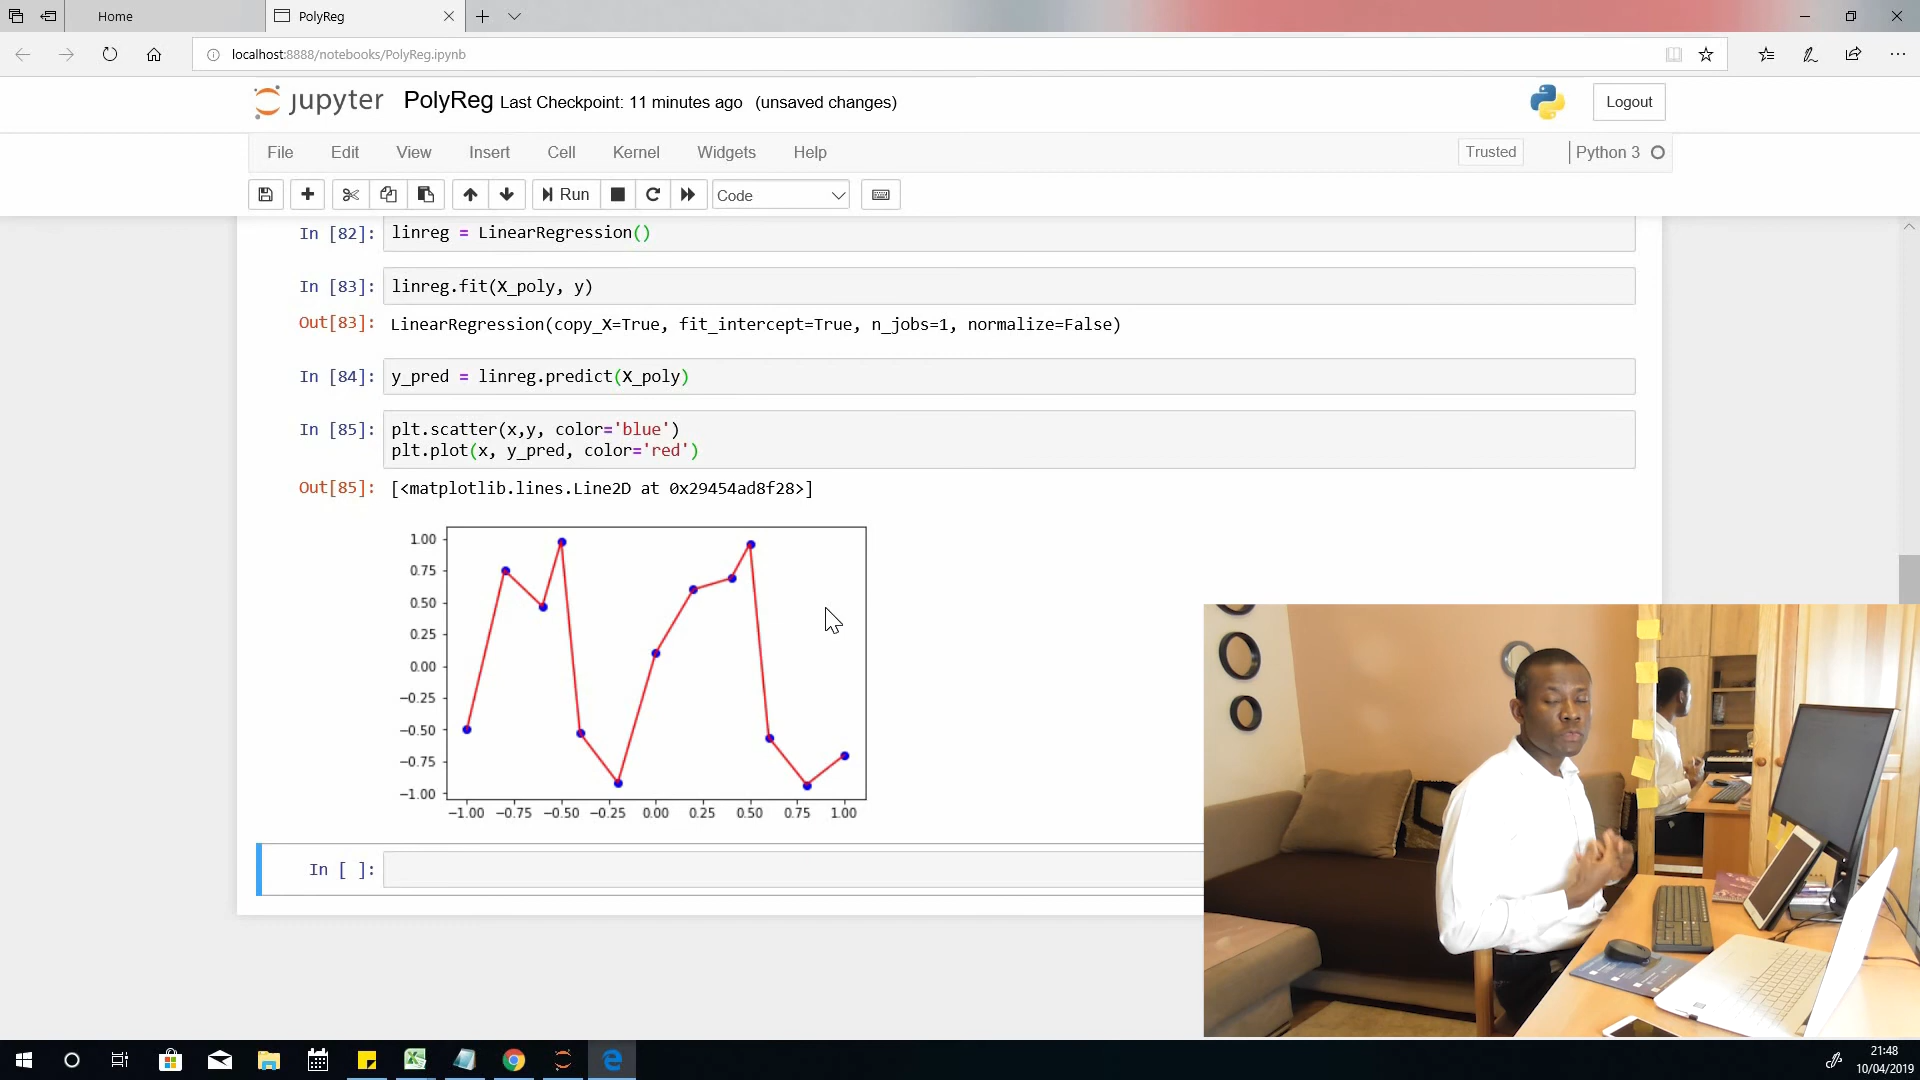 Home
PolyReg
localhost:8888/notebooks/PolyReg.ipynb
jupyter PolyReg Last Checkpoint: 11 minutes ago (unsaved changes)
Logout
File Edit View Insert Cell Kernel Widgets Help
Trusted
Python 3
Run
Code
In [82]: linreg = LinearRegression()
In [83]: linreg.fit(X_poly, y)
Out[83]: LinearRegression(copy_X=True, fit_intercept=True, n_jobs=1, normalize=False)
In [84]: y_pred = linreg.predict(X_poly)
In [85]: plt.scatter(x,y, color='blue')
plt.plot(x, y_pred, color='red')
Out[85]: [<matplotlib.lines.Line2D at 0x29454ad8f28>]
1.00
0.75
0.50
0.25
0.00
−0.25
−0.50
−0.75
−1.00
−1.00 −0.75 −0.50 −0.25 0.00 0.25 0.50 0.75 1.00
In [ ]:
21:48
10/04/2019